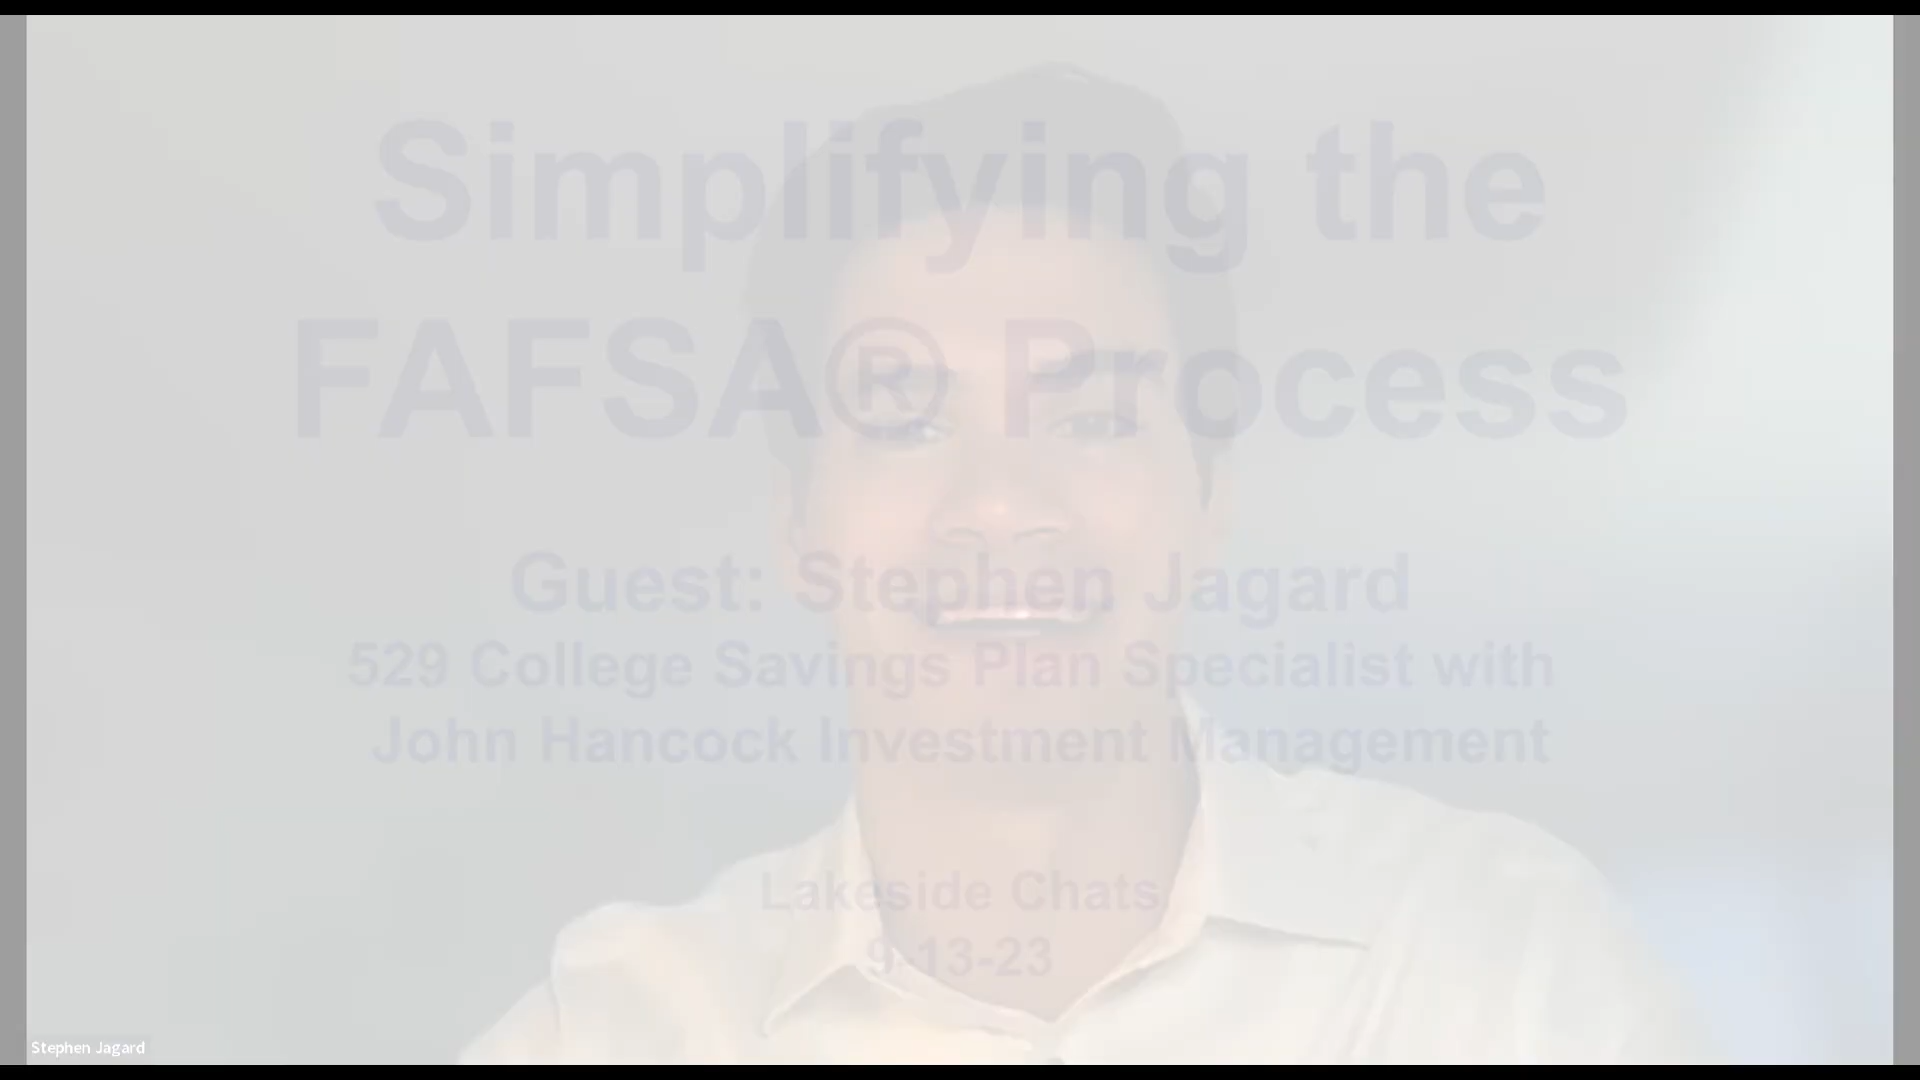 Simplifying the
FAFSA® Process
Guest: Stephen Jagard
529 College Savings Plan Specialist with
John Hancock Investment Management
Lakeside Chats
9-13-23
Stephen Jagard